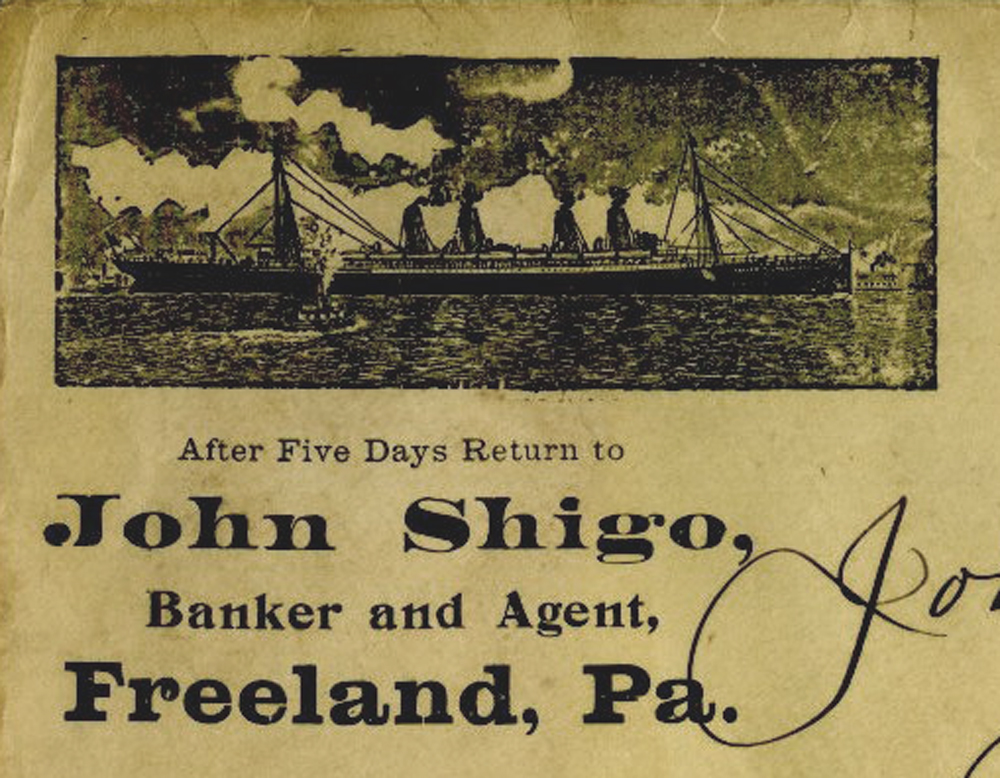 After Five Days Return to
John Shigo,
Banker and Agent,
Freeland, Pa.